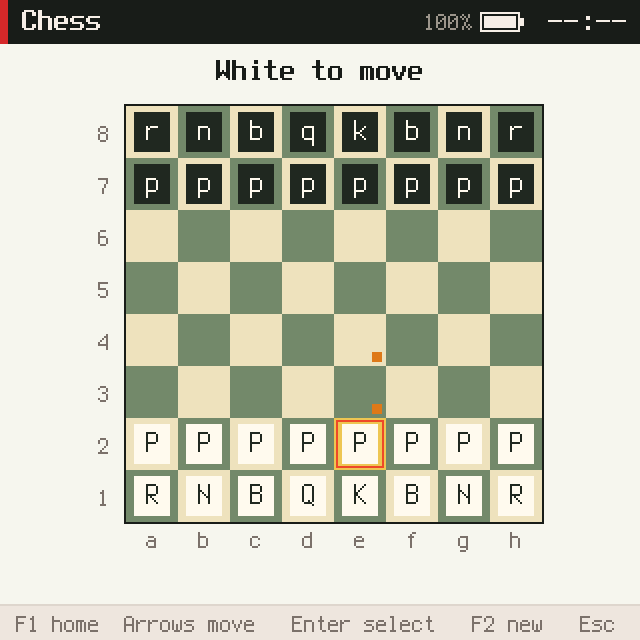 Chess 100% --:--
White to move
8 r n b q k b n r
7 p p p p p p p p
6
5
4
3
2 P P P P P P P P
1 R N B Q K B N R
a b c d e f g h
F1 home Arrows move Enter select F2 new Esc